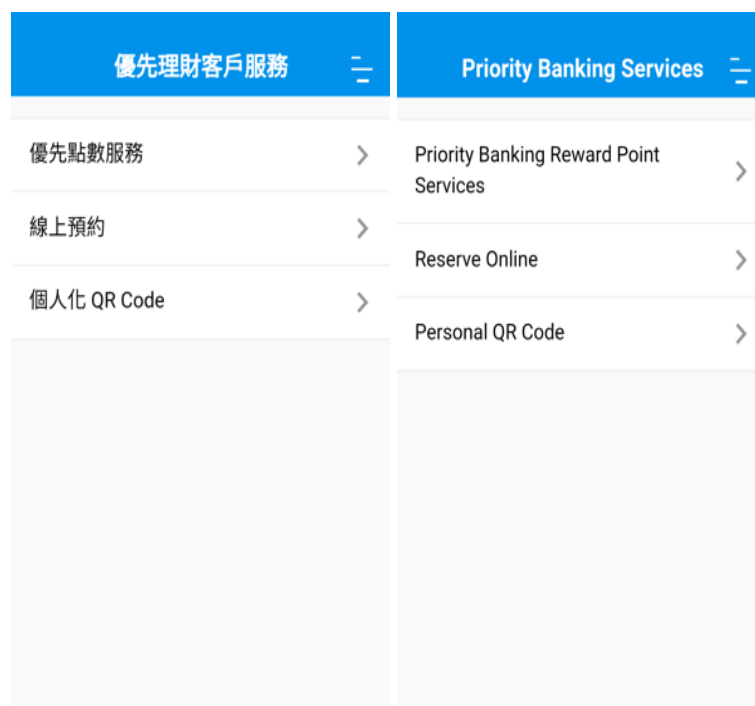 優先理財客戶服務
優先點數服務
線上預約
個人化 QR Code
Priority Banking Services
Priority Banking Reward Point
Services
Reserve Online
Personal QR Code